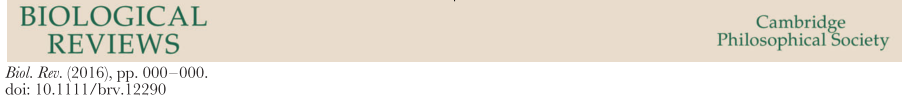 BIOLOGICAL
REVIEWS
Cambridge
Philosophical Society
Biol. Rev. (2016), pp. 000–000.
doi: 10.1111/brv.12290